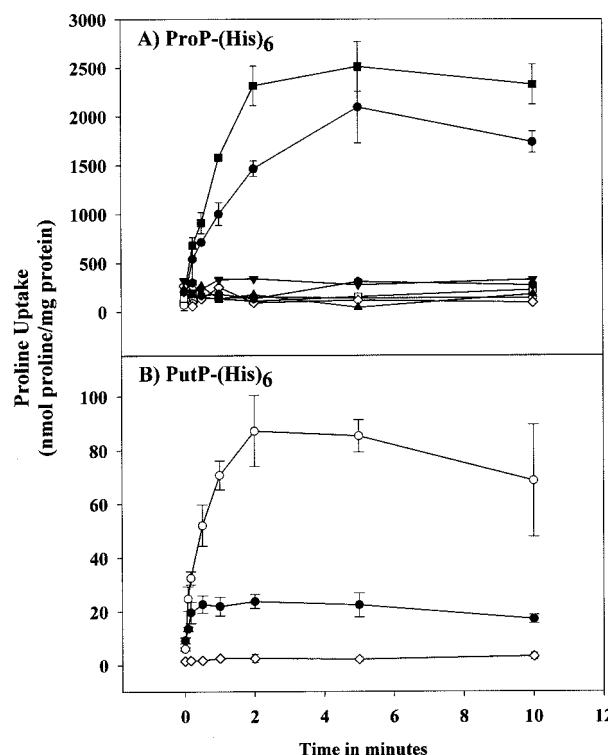 A) ProP-(His)6
3000
2500
2000
1500
1000
500
0
Proline Uptake
(nmol proline/mg protein)
B) PutP-(His)6
100
80
60
40
20
0
0 2 4 6 8 10 12
Time in minutes